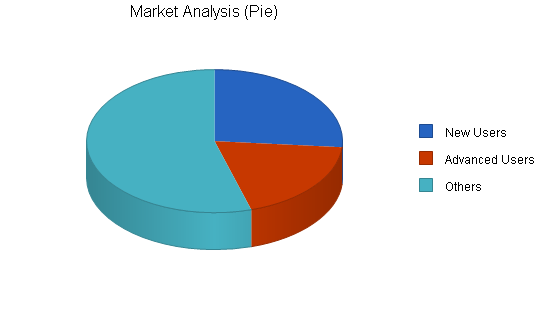 Market Analysis (Pie)
New Users
Advanced Users
Others